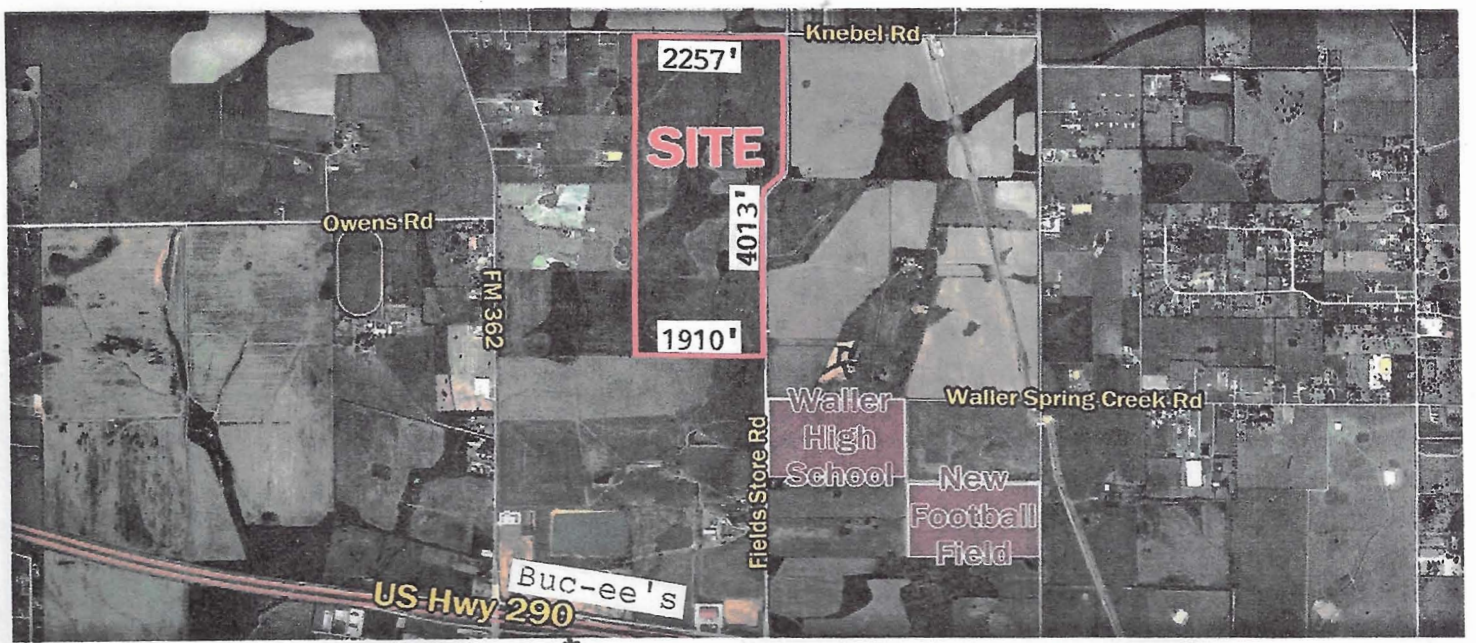 Knebel Rd
2257'
SITE
4013'
Owens Rd
FM 362
1910'
Waller Spring Creek Rd
Waller
High
School
Fields Store Rd
New
Football
Field
Buc-ee's
US Hwy 290